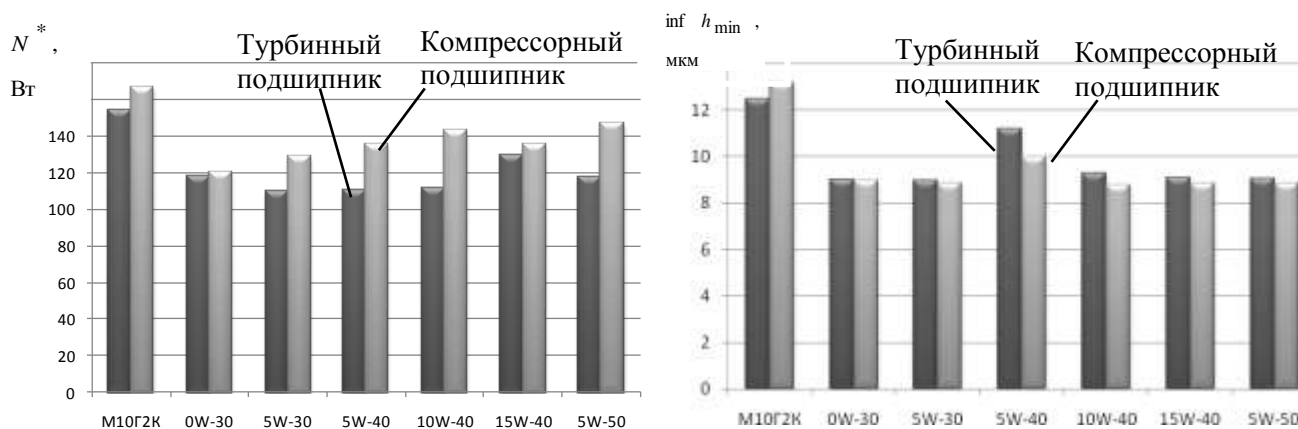 N * ,
Вт
Турбинный
подшипник
Компрессорный
подшипник
140
120
100
80
60
40
20
0
М10Г2К 0W-30 5W-30 5W-40 10W-40 15W-40 5W-50
inf h min ,
мкм
Турбинный
подшипник
Компрессорный
подшипник
12
10
8
6
4
2
0
М10Г2К 0W-30 5W-30 5W-40 10W-40 15W-40 5W-50